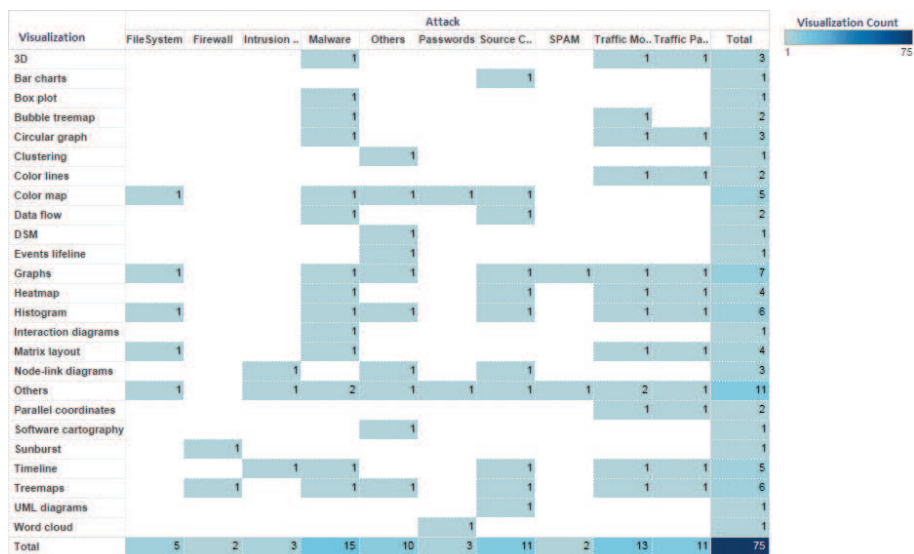 Attack
Visualization Count
Visualization FileSystem Firewall Intrusion .. Malware Others Passwords Source C.. SPAM Traffic Mo.. Traffic Pa.. Total
1 75
3D 1 1 1 3
Bar charts 1 1
Box plot 1 1
Bubble treemap 1 1 2
Circular graph 1 1 1 3
Clustering 1 1
Color lines 1 1 2
Color map 1 1 1 1 1 5
Data flow 1 1 2
DSM 1 1
Events lifeline 1 1
Graphs 1 1 1 1 1 1 1 7
Heatmap 1 1 1 1 4
Histogram 1 1 1 1 1 1 6
Interaction diagrams 1 1
Matrix layout 1 1 1 1 4
Node-link diagrams 1 1 1 3
Others 1 1 2 1 1 1 1 2 1 11
Parallel coordinates 1 1 2
Software cartography 1 1
Sunburst 1 1
Timeline 1 1 1 1 1 5
Treemaps 1 1 1 1 1 1 6
UML diagrams 1 1
Word cloud 1 1
Total 5 2 3 15 10 3 11 2 13 11 75